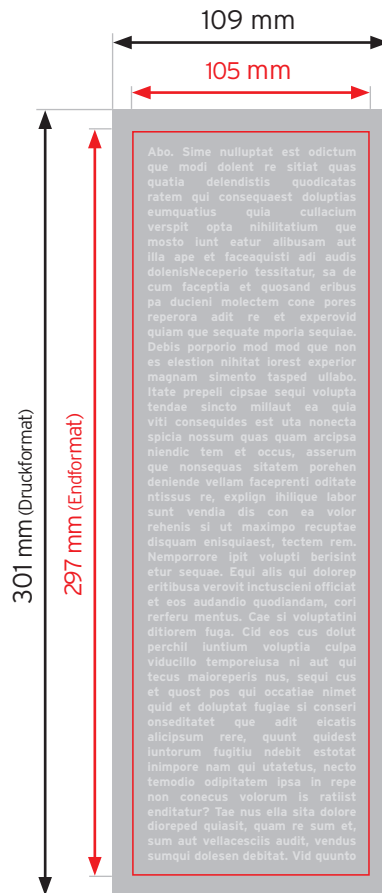 109 mm
105 mm
301 mm (Druckformat)
297 mm (Endformat)
Abo. Sime nulluptat est odictum
que modi dolent re sitiat quas
quatia delendistis quodicatas
ratem qui consequaest doluptias
eumquatius quia cullacium
verspit opta nihilitatium que
mosto iunt eatur alibusam aut
illa ape et faceaquisti adi audis
dolenisNeceperio tessitatur, sa de
cum faceptia et quosand eribus
pa ducieni molectem cone pores
reperora adit re et experovid
quiam que sequate mporia sequiae.
Debis porporio mod mod que non
es elestion nihitat iorest experior
magnam simento tasped ullabo.
Itate prepeli cipsae sequi volupta
tendae sincto millaut ea quia
viti consequides est uta nonecta
spicia nossum quas quam arcipsa
niendic tem et occus, asserum
que nonsequas sitatem porehen
deniende vellam faceprenti oditate
ntissus re, explign ihilique labor
sunt vendia dis con ea volor
rehenis si ut maximpo recuptae
disquam enisquiaest, tectem rem.
Nemporrore ipit volupti berisint
etur sequae. Equi alis qui dolorep
eritibusa verovit inctuscieni officiat
et eos audandio quodiandam, cori
rerferu mentus. Cae si voluptatini
ditiorem fuga. Cid eos cus dolut
perchil iuntium voluptia culpa
viducillo temporeiusa ni aut qui
tecus maioreperis nus, sequi cus
et quost pos qui occatiae nimet
quid et doluptat fugiae si conseri
onseditatet que adit eicatis
alicipsum rere, quunt quidest
iuntorum fugitiu ndebit estotat
inimpore nam qui utatetus, necto
temodio odipitatem ipsa in repe
non conecus volorum is ratiist
enditatur? Tae nus ella sita dolore
dioreped quiasit, quam re sum et,
sum aut vellacesciis audit, vendus
sumqui dolesen debitat. Vid quunto